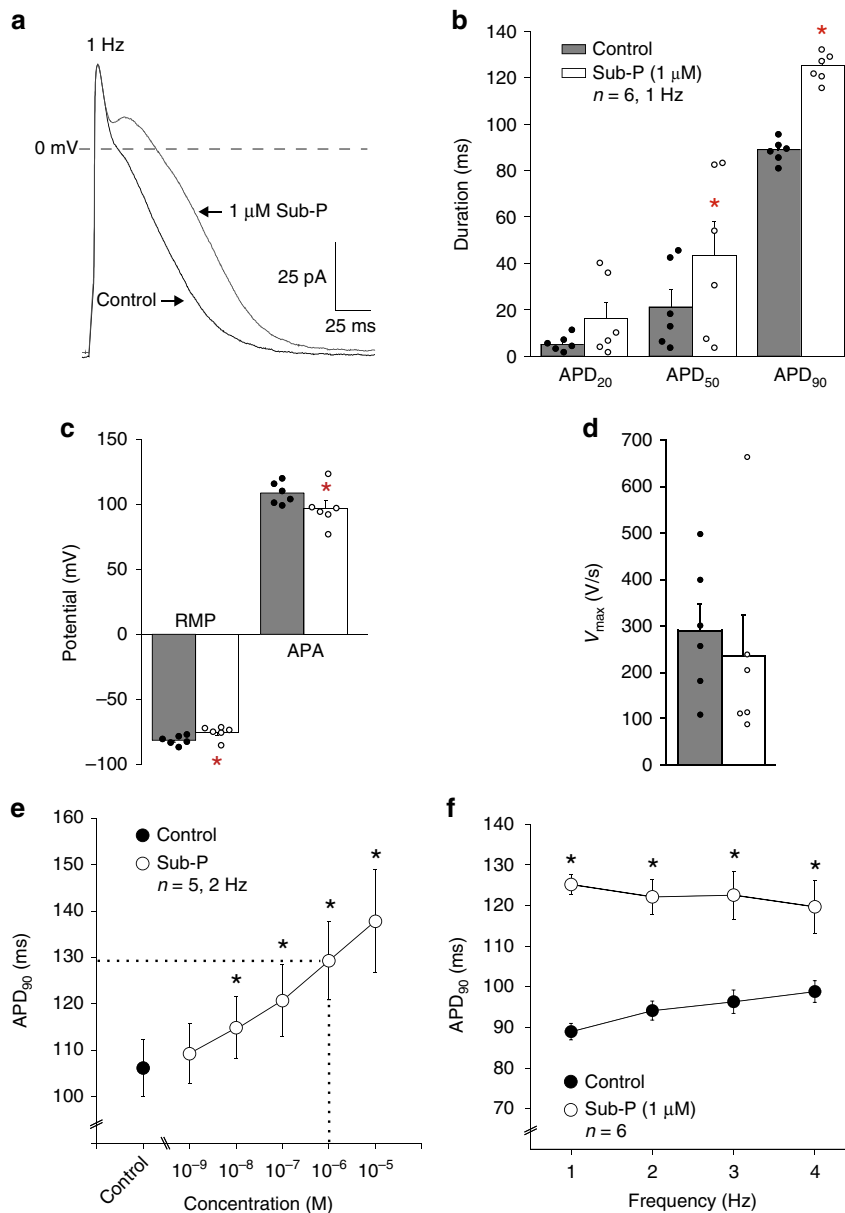 a
1 Hz
0 mV
1 μM Sub-P
Control
25 pA
25 ms
b
Control
Sub-P (1 μM)
n = 6, 1 Hz
*
*
Duration (ms)
140
120
100
80
60
40
20
0
APD20
APD50
APD90
c
Potential (mV)
150
100
50
0
−50
−100
RMP
APA
*
*
d
Vmax (V/s)
700
600
500
400
300
200
100
0
e
APD90 (ms)
160
150
140
130
120
110
100
Control
Sub-P
n = 5, 2 Hz
* * * *
Control
10−9
10−8
10−7
10−6
10−5
Concentration (M)
f
APD90 (ms)
140
130
120
110
100
90
80
70
* * * *
Control
Sub-P (1 μM)
n = 6
1 2 3 4
Frequency (Hz)